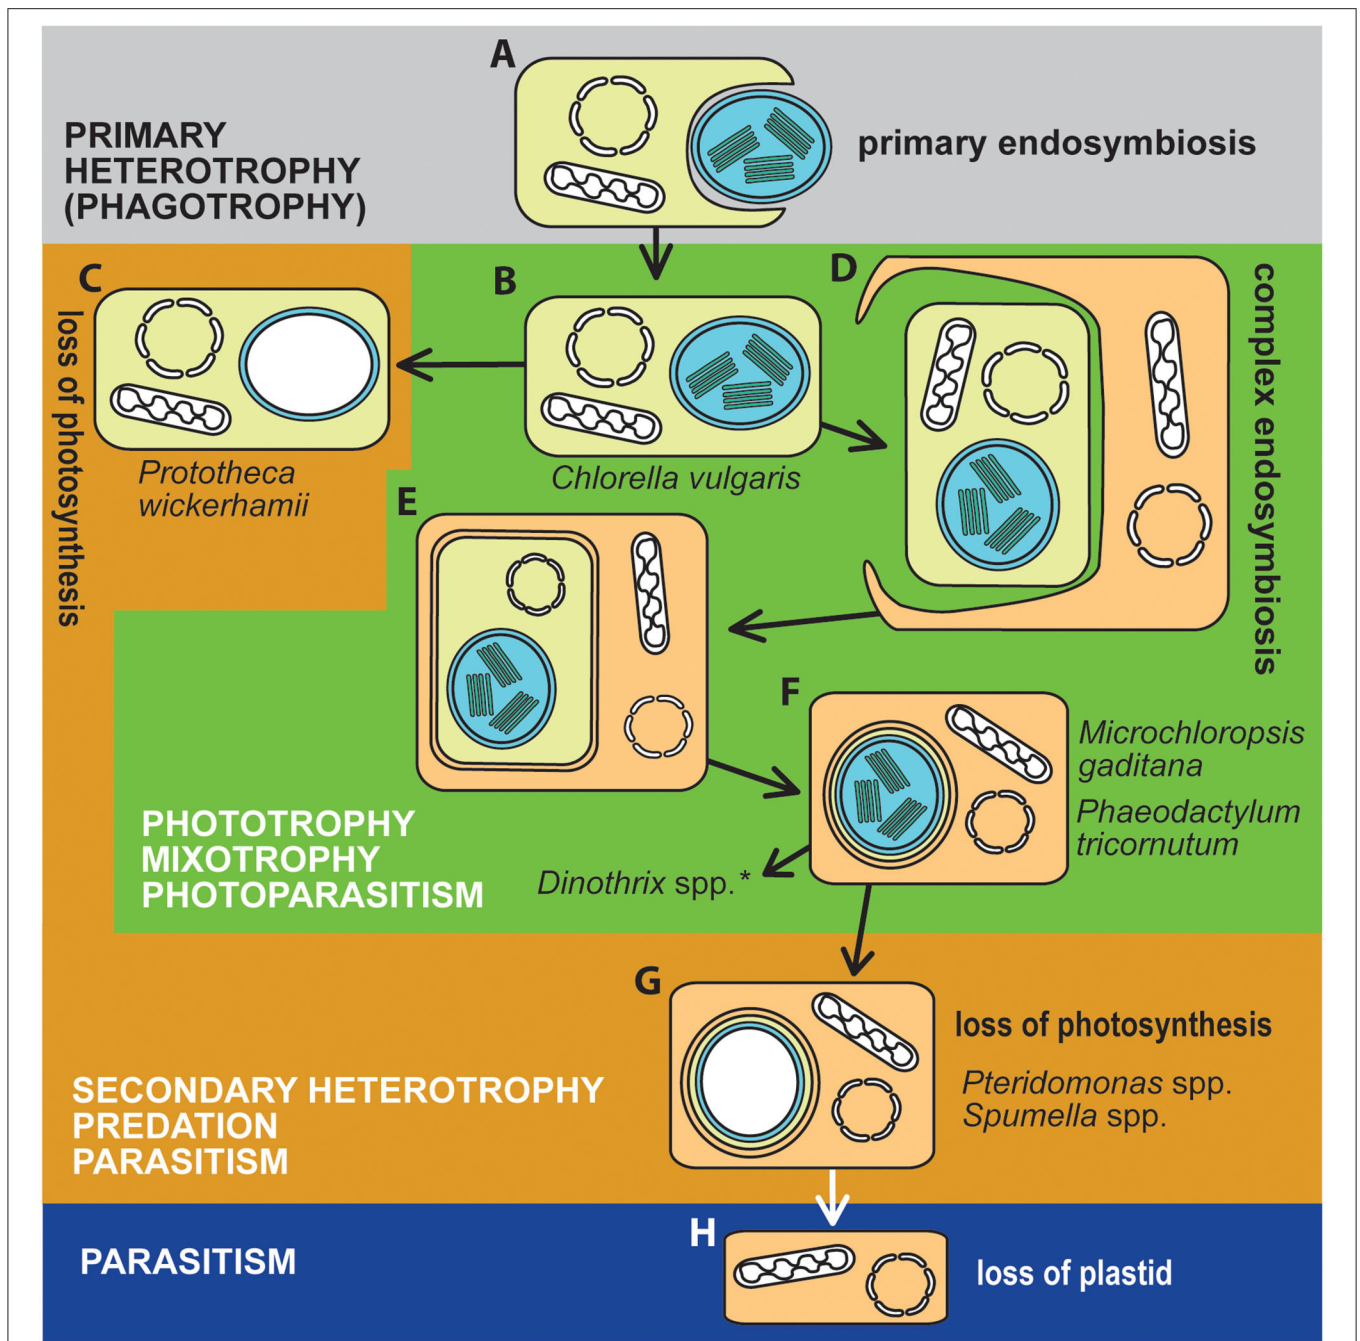 A
PRIMARY
HETEROTROPHY
(PHAGOTROPHY)
primary endosymbiosis
C
B
D
loss of photosynthesis
complex endosymbiosis
Prototheca
wickerhamii
Chlorella vulgaris
E
F
Microchloropsis
gaditana
Phaeodactylum
tricornutum
PHOTOTROPHY
MIXOTROPHY
PHOTOPARASITISM
Dinothrix spp.*
G
loss of photosynthesis
Pteridomonas spp.
Spumella spp.
SECONDARY HETEROTROPHY
PREDATION
PARASITISM
H
PARASITISM
loss of plastid